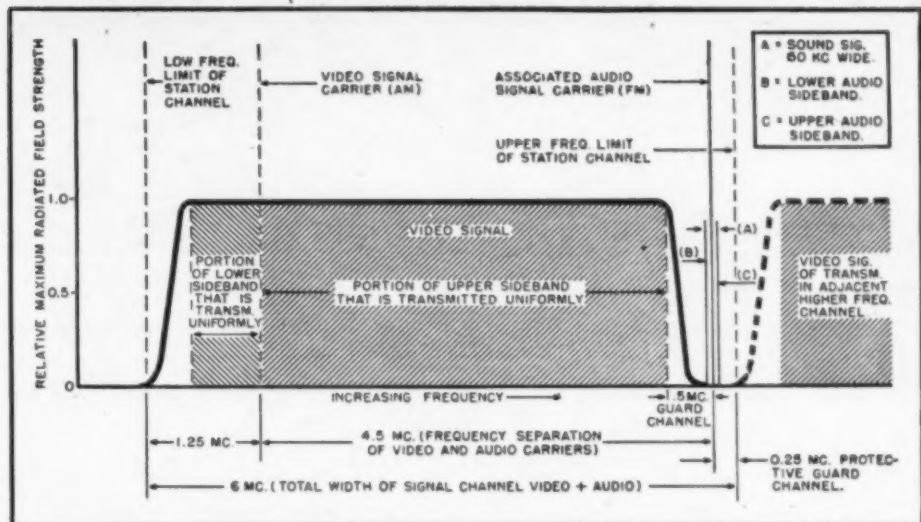 LOW FREQ.
LIMIT OF
STATION
CHANNEL
VIDEO SIGNAL
CARRIER (AM)
ASSOCIATED AUDIO
SIGNAL CARRIER (FM)
UPPER FREQ. LIMIT
OF STATION CHANNEL
A = SOUND SIG.
60 KC WIDE.
B = LOWER AUDIO
SIDEBAND.
C = UPPER AUDIO
SIDEBAND.
RELATIVE MAXIMUM RADIATED FIELD STRENGTH
1.0
0.5
0
VIDEO SIGNAL
PORTION
OF LOWER
SIDEBAND
THAT IS
TRANSM.
UNIFORMLY
PORTION OF UPPER SIDEBAND
THAT IS TRANSMITTED UNIFORMLY
(A)
(B)
(C)
VIDEO SIG.
OF TRANSM.
IN ADJACENT
HIGHER FREQ.
CHANNEL
INCREASING FREQUENCY
1.5MC.
GUARD
CHANNEL
1.25 MC.
4.5 MC. (FREQUENCY SEPARATION
OF VIDEO AND AUDIO CARRIERS)
0.25 MC. PROTEC-
TIVE GUARD
CHANNEL.
6 MC. (TOTAL WIDTH OF SIGNAL CHANNEL VIDEO + AUDIO)